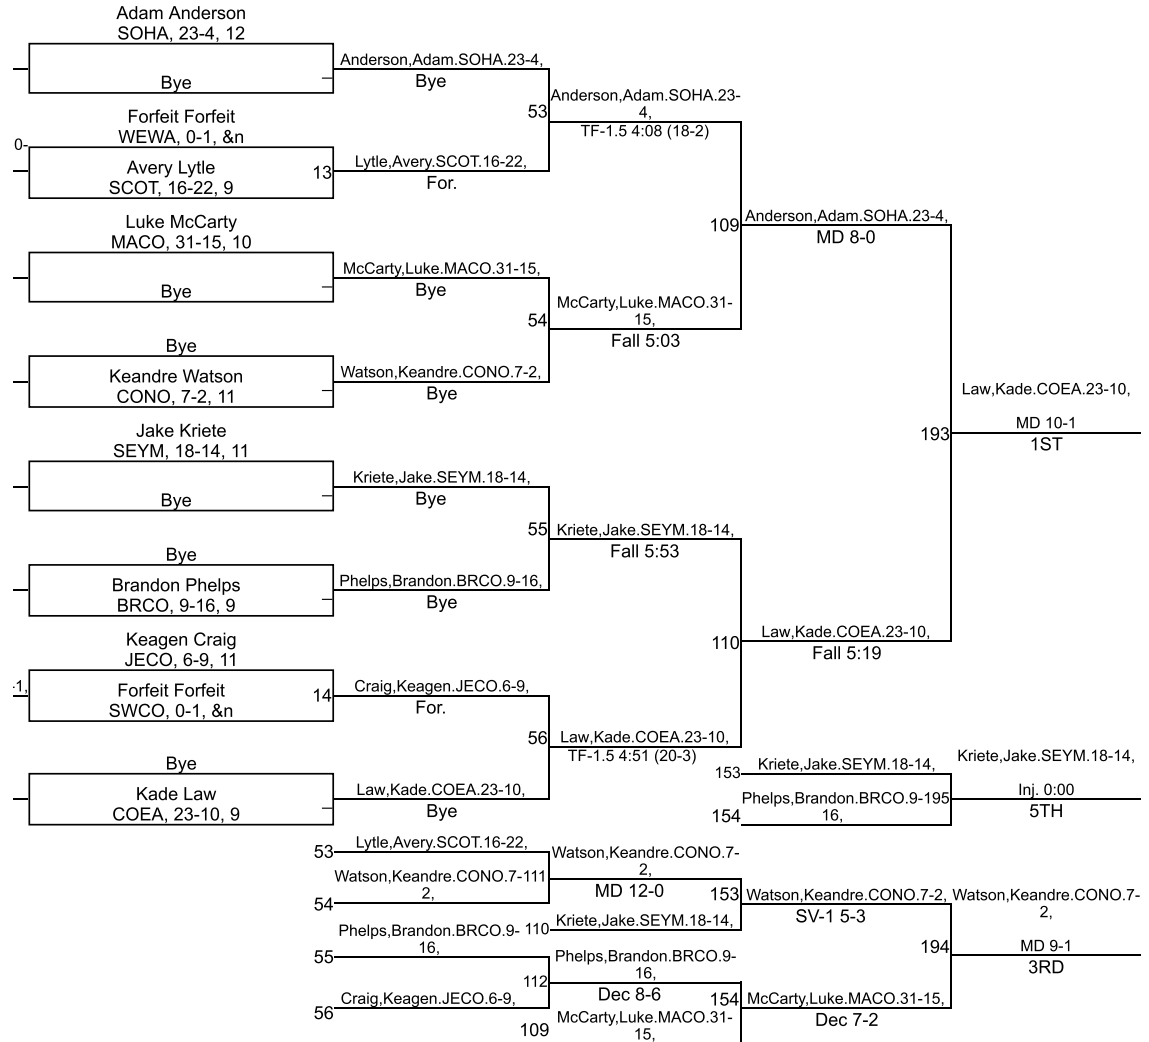 Adam Anderson
SOHA, 23-4, 12
Bye
Anderson,Adam.SOHA.23-4,
Bye
Forfeit Forfeit
WEWA, 0-1, &n
0-
Avery Lytle
SCOT, 16-22, 9
13
Lytle,Avery.SCOT.16-22,
For.
53
Anderson,Adam.SOHA.23-
4,
TF-1.5 4:08 (18-2)
Luke McCarty
MACO, 31-15, 10
Bye
McCarty,Luke.MACO.31-15,
Bye
Bye
Keandre Watson
CONO, 7-2, 11
Watson,Keandre.CONO.7-2,
Bye
54
McCarty,Luke.MACO.31-
15,
Fall 5:03
109
Anderson,Adam.SOHA.23-4,
MD 8-0
Jake Kriete
SEYM, 18-14, 11
Bye
Kriete,Jake.SEYM.18-14,
Bye
Bye
Brandon Phelps
BRCO, 9-16, 9
Phelps,Brandon.BRCO.9-16,
Bye
55
Kriete,Jake.SEYM.18-14,
Fall 5:53
Keagen Craig
JECO, 6-9, 11
-1,
Forfeit Forfeit
SWCO, 0-1, &n
14
Craig,Keagen.JECO.6-9,
For.
Bye
Kade Law
COEA, 23-10, 9
Law,Kade.COEA.23-10,
Bye
56
Law,Kade.COEA.23-10,
TF-1.5 4:51 (20-3)
110
Law,Kade.COEA.23-10,
Fall 5:19
193
Law,Kade.COEA.23-10,
MD 10-1
1ST
153
Kriete,Jake.SEYM.18-14,
154
Phelps,Brandon.BRCO.9-195
16,
Kriete,Jake.SEYM.18-14,
Inj. 0:00
5TH
53
Lytle,Avery.SCOT.16-22,
54
Watson,Keandre.CONO.7-111
2,
Watson,Keandre.CONO.7-
2,
MD 12-0
110
Kriete,Jake.SEYM.18-14,
153
Watson,Keandre.CONO.7-2,
SV-1 5-3
55
Phelps,Brandon.BRCO.9-
16,
56
Craig,Keagen.JECO.6-9,
112
Phelps,Brandon.BRCO.9-
16,
Dec 8-6
109
McCarty,Luke.MACO.31-
15,
154
McCarty,Luke.MACO.31-15,
Dec 7-2
194
Watson,Keandre.CONO.7-
2,
MD 9-1
3RD